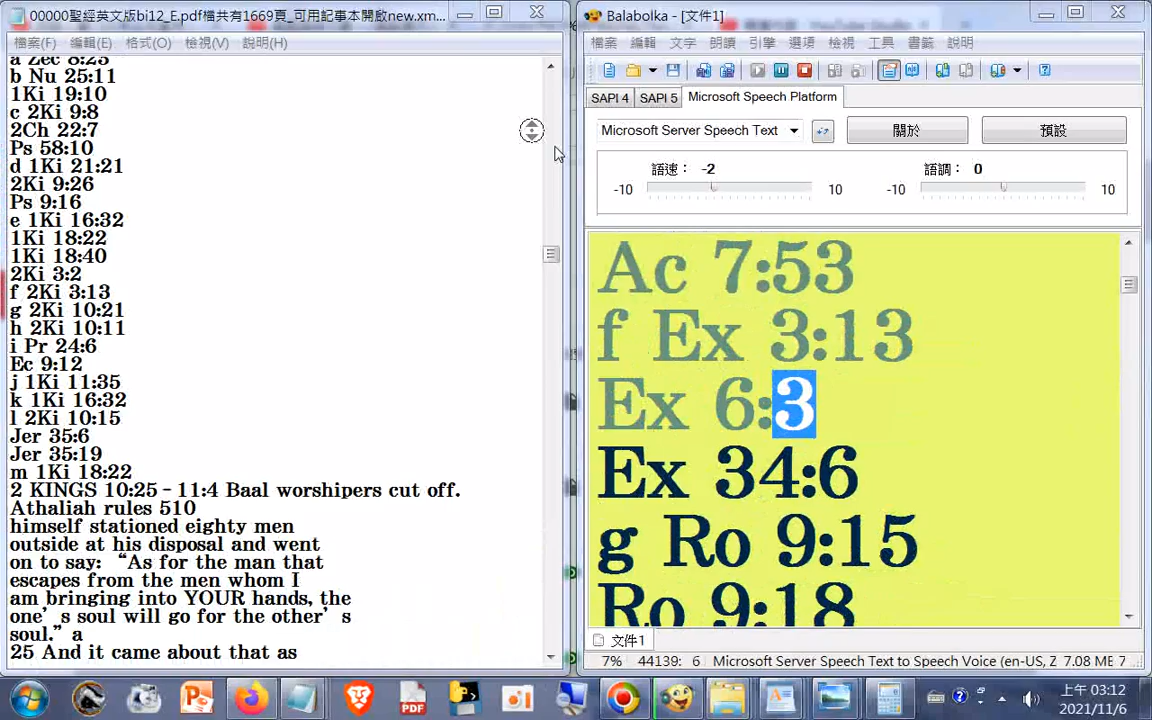 00000聖經英文版bi12_E.pdf檔共有1669頁_可用記事本開啟new.xm...
檔案(F) 編輯(E) 格式(O) 檢視(V) 說明(H)
a Zec 8:23
b Nu 25:11
1Ki 19:10
c 2Ki 9:8
2Ch 22:7
Ps 58:10
d 1Ki 21:21
2Ki 9:26
Ps 9:16
e 1Ki 16:32
1Ki 18:22
1Ki 18:40
2Ki 3:2
f 2Ki 3:13
g 2Ki 10:21
h 2Ki 10:11
i Pr 24:6
Ec 9:12
j 1Ki 11:35
k 1Ki 16:32
l 2Ki 10:15
Jer 35:6
Jer 35:19
m 1Ki 18:22
2 KINGS 10:25–11:4 Baal worshipers cut off.
Athaliah rules 510
himself stationed eighty men
outside at his disposal and went
on to say: “As for the man that
escapes from the men whom I
am bringing into YOUR hands, the
one’s soul will go for the other’s
soul.” a
25 And it came about that as
Balabolka - [文件1]
檔案 編輯 文字 朗讀 引擎 選項 檢視 工具 書籤 說明
SAPI 4 SAPI 5 Microsoft Speech Platform
Microsoft Server Speech Text 關於 預設
語速： -2 語調： 0
-10 10 -10 10
Ac 7:53
f Ex 3:13
Ex 6:3
Ex 34:6
g Ro 9:15
Ro 9:18
文件1
7% 44139: 6 Microsoft Server Speech Text to Speech Voice (en-US, Z 7.08 MB 7
上午 03:12
2021/11/6